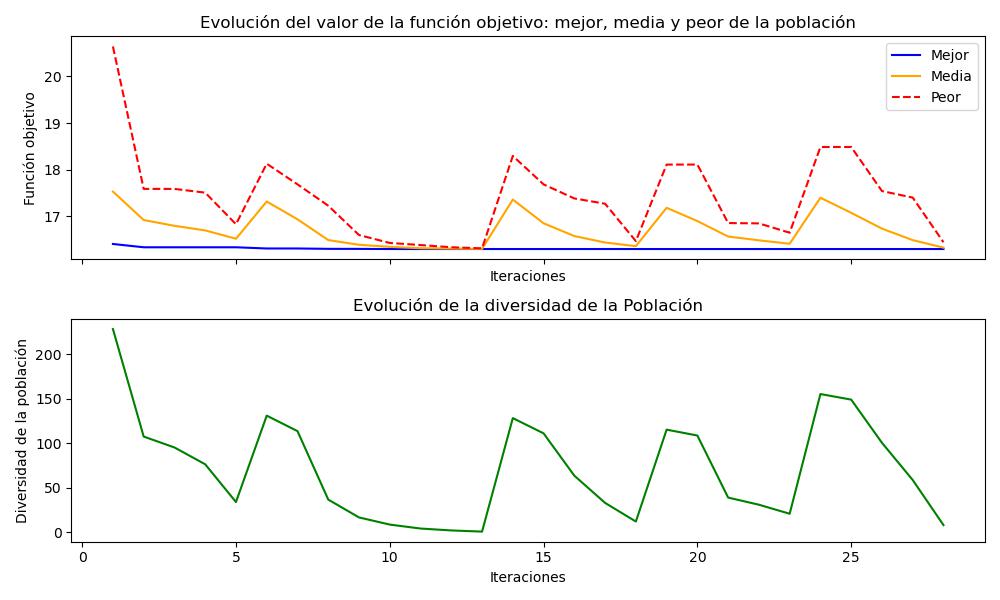 Evolución del valor de la función objetivo: mejor, media y peor de la población
Función objetivo
20
19
18
17
Mejor
Media
Peor
Iteraciones
Evolución de la diversidad de la Población
Diversidad de la población
200
150
100
50
0
0
5
10
15
20
25
Iteraciones